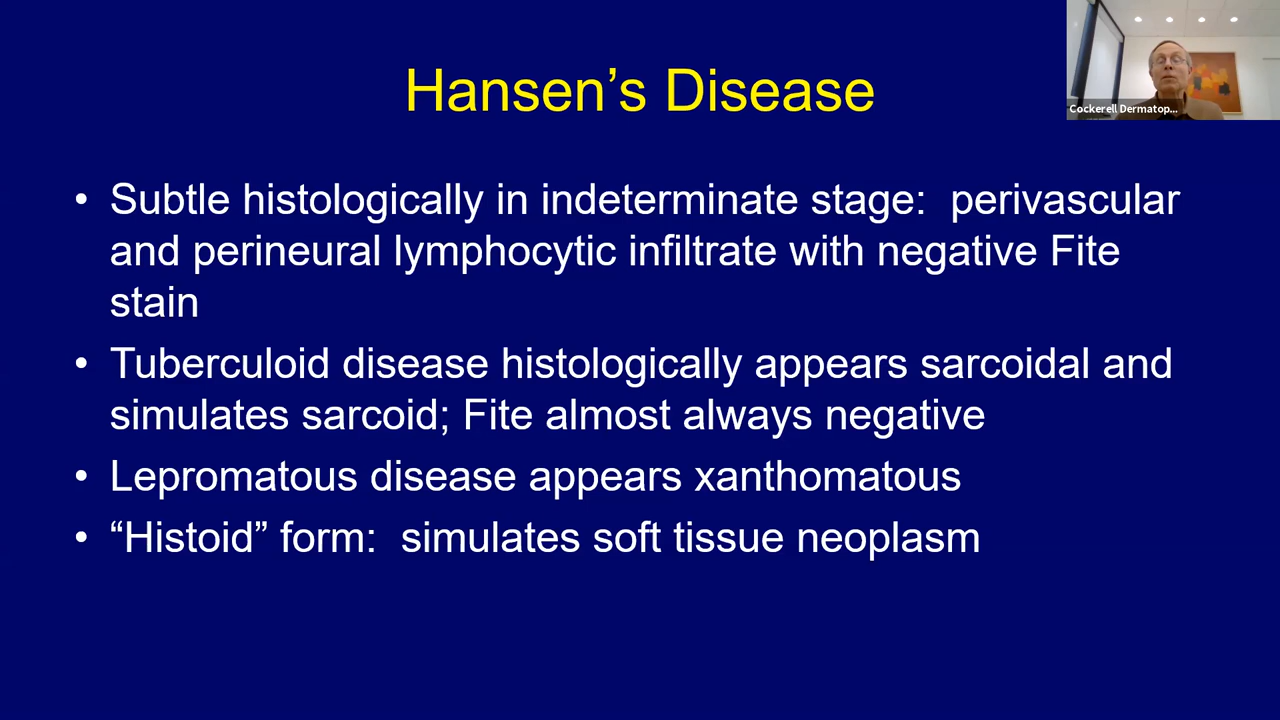 Hansen’s Disease
Cockerell Dermatop...
• Subtle histologically in indeterminate stage:  perivascular
and perineural lymphocytic infiltrate with negative Fite
stain
• Tuberculoid disease histologically appears sarcoidal and
simulates sarcoid; Fite almost always negative
• Lepromatous disease appears xanthomatous
• “Histoid” form:  simulates soft tissue neoplasm